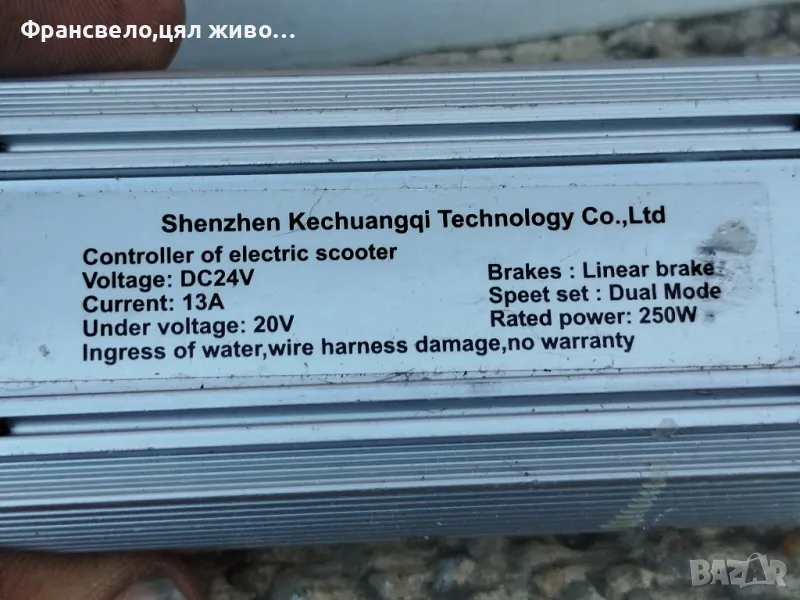 Франсвело,цял живо...
Shenzhen Kechuangqi Technology Co.,Ltd
Controller of electric scooter
Voltage: DC24V
Current: 13A
Under voltage: 20V
Brakes : Linear brake
Speet set : Dual Mode
Rated power: 250W
Ingress of water,wire harness damage,no warranty
BAZAR